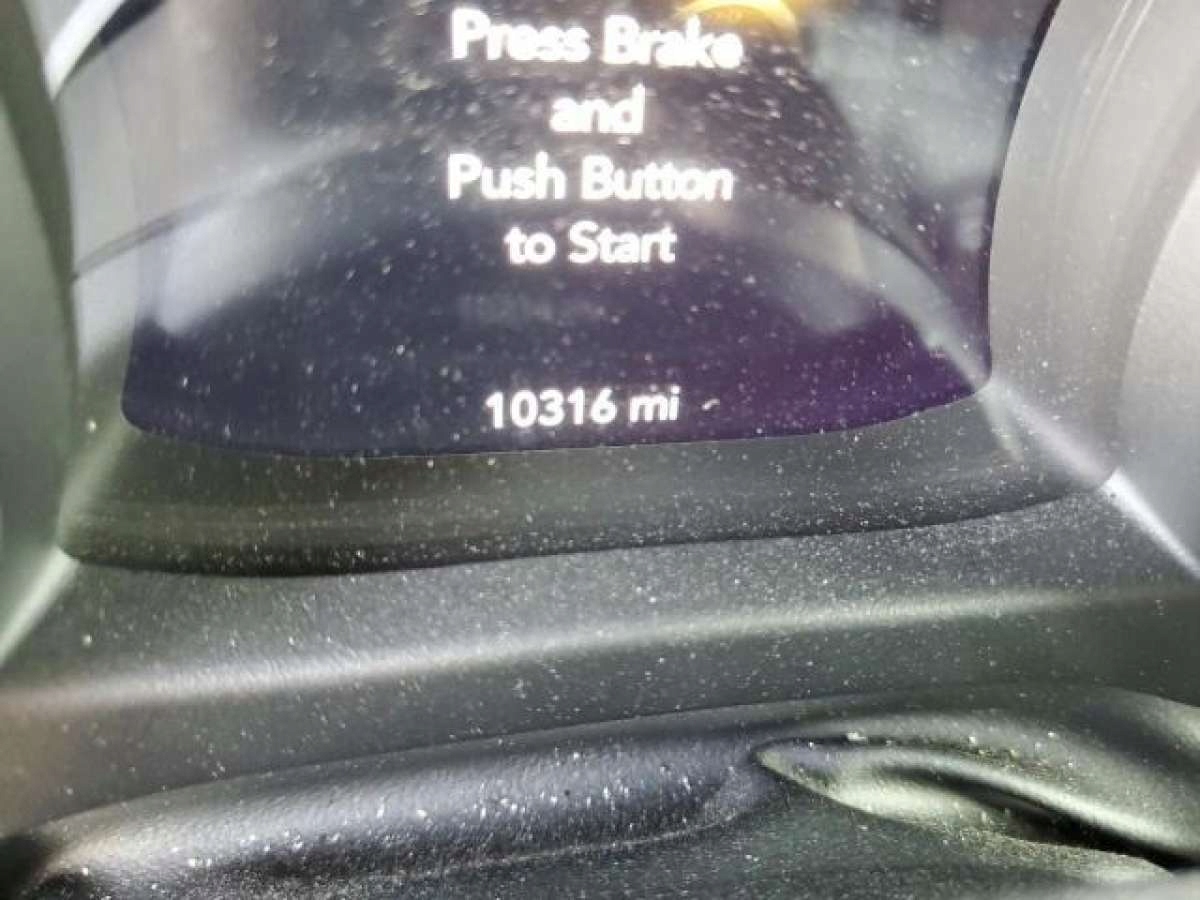 Press Brake
and
Push Button
to Start
10316 mi